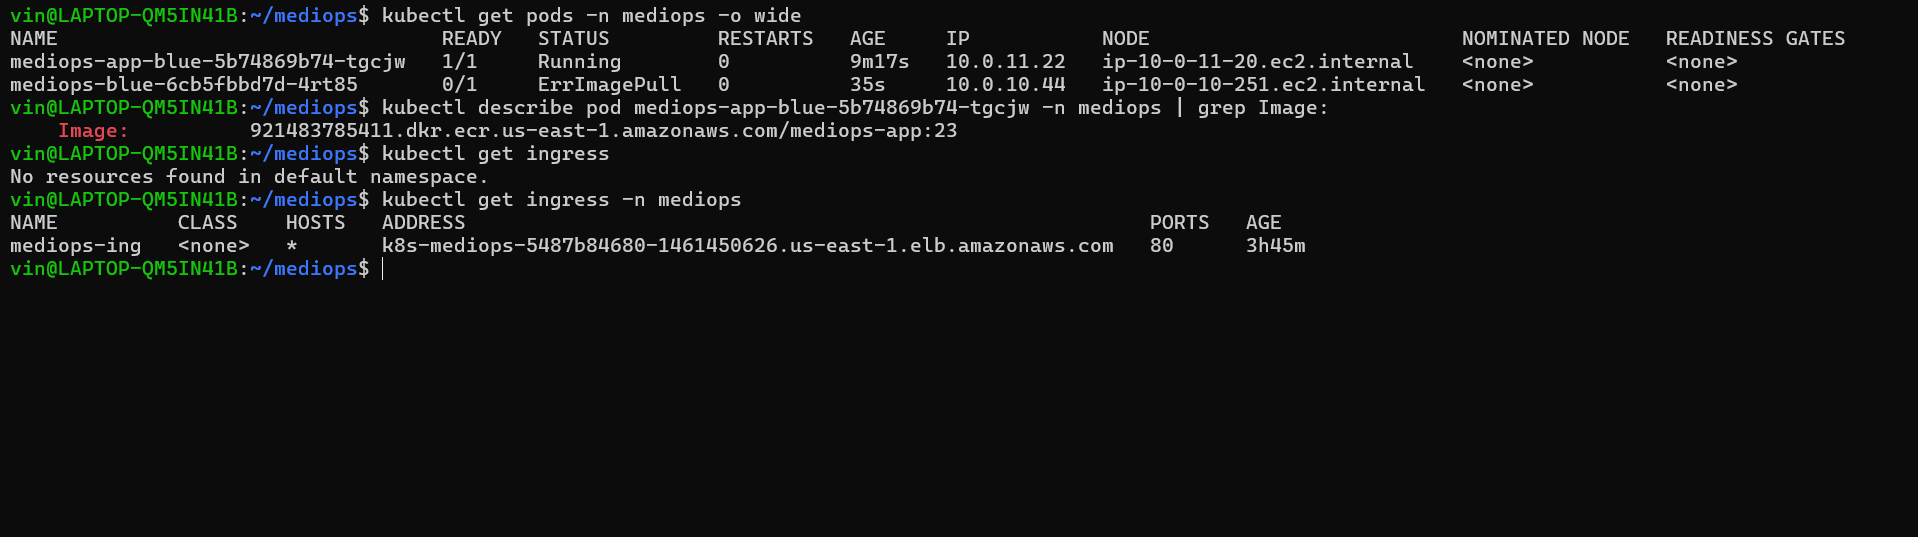 vin@LAPTOP-QM5IN41B:~/mediops$ kubectl get pods -n mediops -o wide
NAME                                READY   STATUS         RESTARTS   AGE     IP           NODE                          NOMINATED NODE   READINESS GATES
mediops-app-blue-5b74869b74-tgcjw   1/1     Running        0          9m17s   10.0.11.22   ip-10-0-11-20.ec2.internal    <none>           <none>
mediops-blue-6cb5fbbd7d-4rt85       0/1     ErrImagePull   0          35s     10.0.10.44   ip-10-0-10-251.ec2.internal   <none>           <none>
vin@LAPTOP-QM5IN41B:~/mediops$ kubectl describe pod mediops-app-blue-5b74869b74-tgcjw -n mediops | grep Image:
    Image:          921483785411.dkr.ecr.us-east-1.amazonaws.com/mediops-app:23
vin@LAPTOP-QM5IN41B:~/mediops$ kubectl get ingress
No resources found in default namespace.
vin@LAPTOP-QM5IN41B:~/mediops$ kubectl get ingress -n mediops
NAME          CLASS    HOSTS   ADDRESS                                                         PORTS   AGE
mediops-ing   <none>   *       k8s-mediops-5487b84680-1461450626.us-east-1.elb.amazonaws.com   80      3h45m
vin@LAPTOP-QM5IN41B:~/mediops$